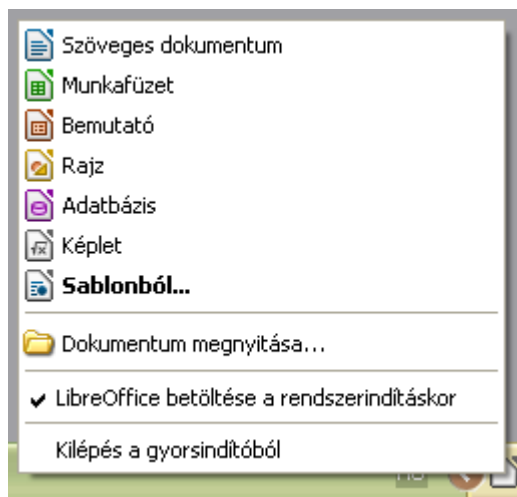 Szöveges dokumentum
Munkafüzet
Bemutató
Rajz
Adatbázis
Képlet
Sablonból...
Dokumentum megnyitása...
LibreOffice betöltése a rendszerindításkor
Kilépés a gyorsindítóból